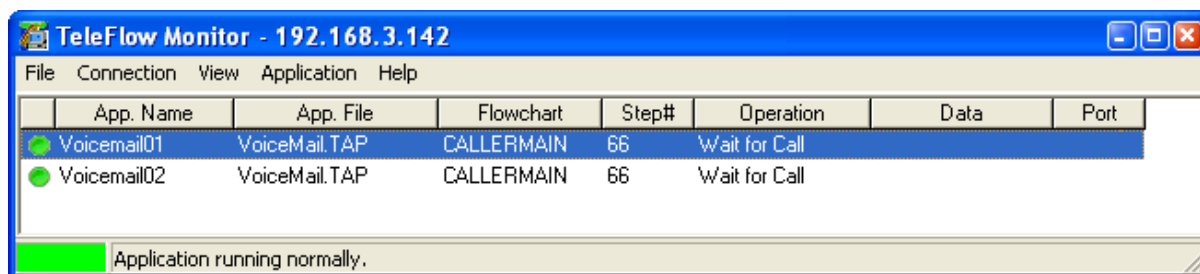 TeleFlow Monitor - 192.168.3.142
File Connection View Application Help
App. Name App. File Flowchart Step# Operation Data Port
Voicemail01 VoiceMail.TAP CALLERMAIN 66 Wait for Call
Voicemail02 VoiceMail.TAP CALLERMAIN 66 Wait for Call
Application running normally.